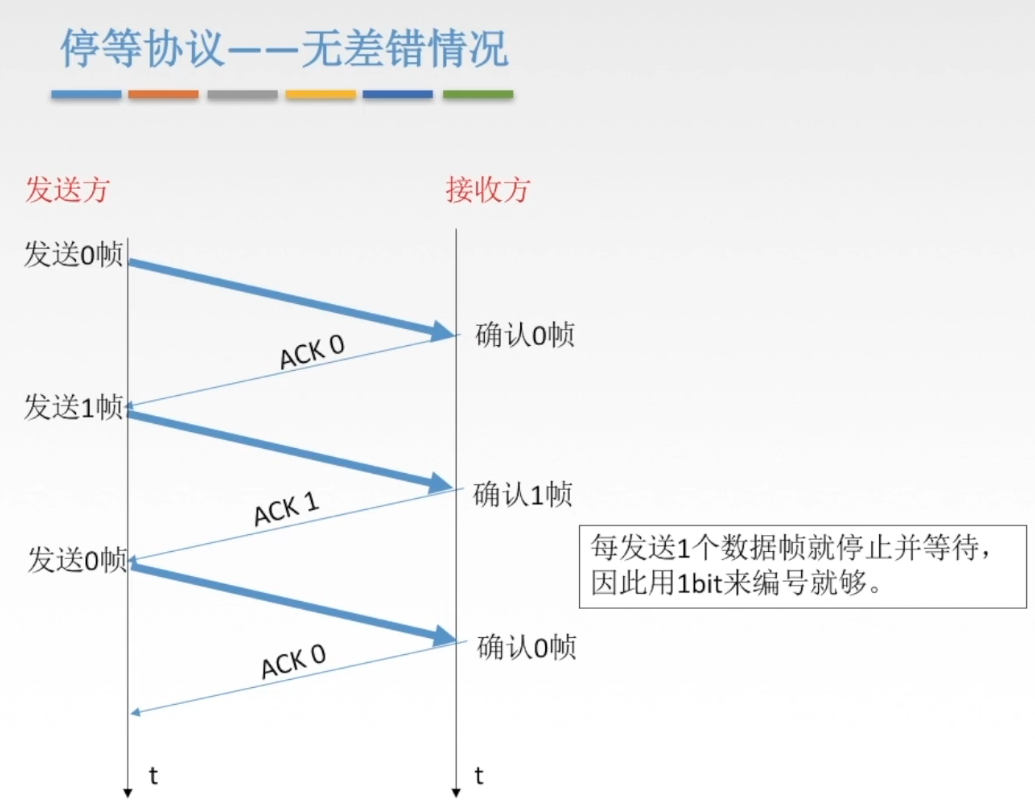 停等协议——无差错情况
发送方
接收方
发送0帧
确认0帧
ACK 0
发送1帧
确认1帧
ACK 1
发送0帧
每发送1个数据帧就停止并等待，
因此用1bit来编号就够。
确认0帧
ACK 0
t
t